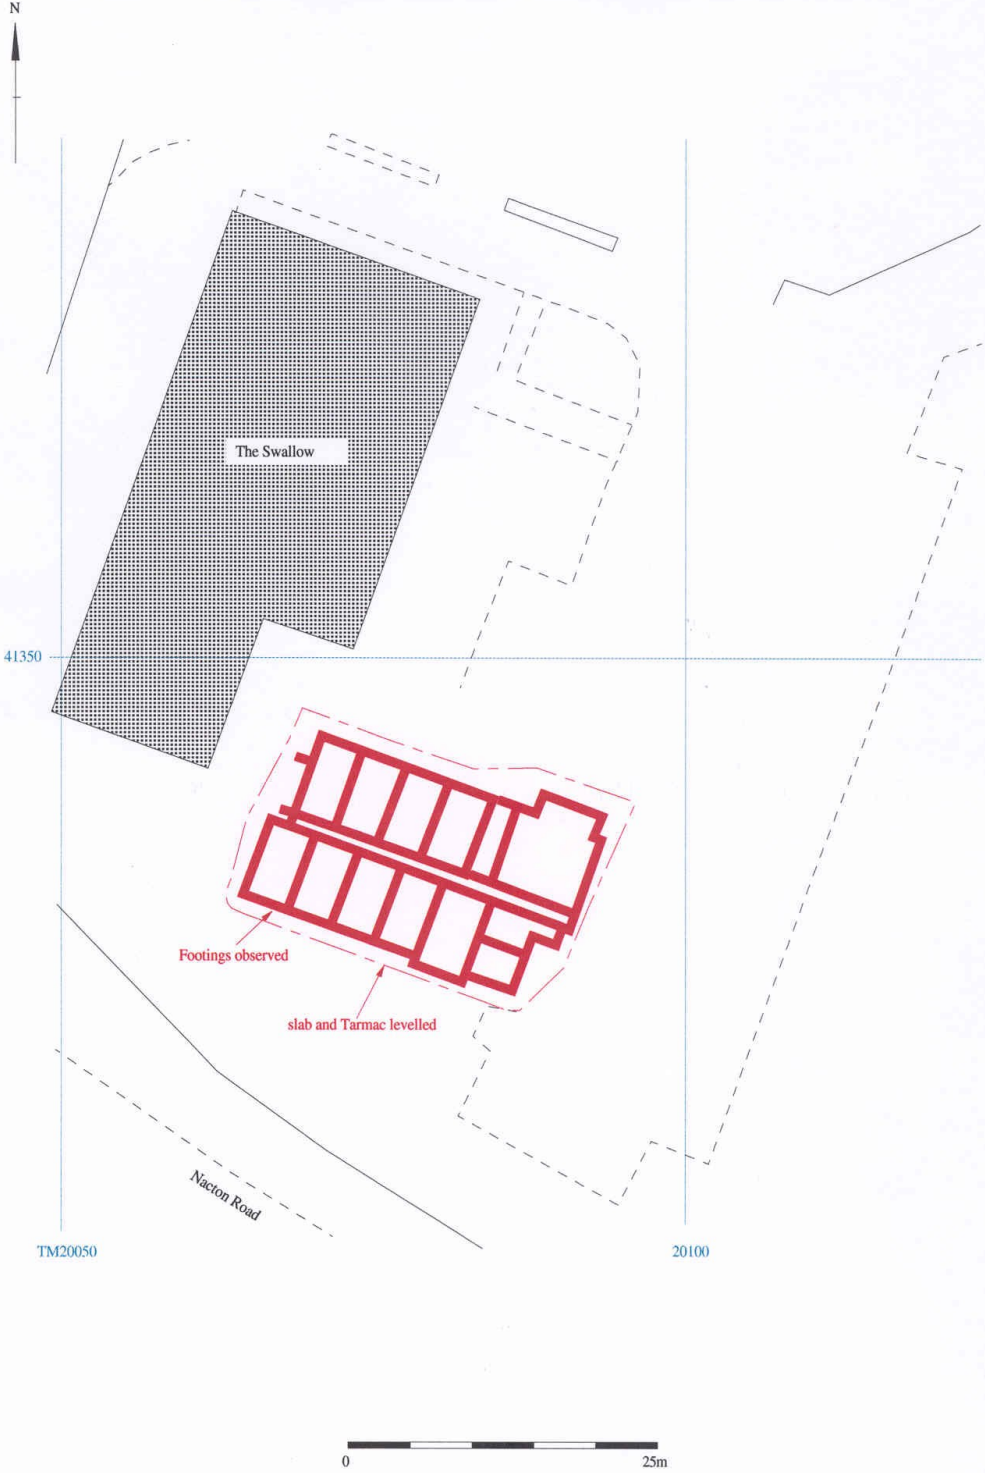 N
The Swallow
41350
Footings observed
slab and Tarmac levelled
Nacton Road
TM20050
20100
0
25m